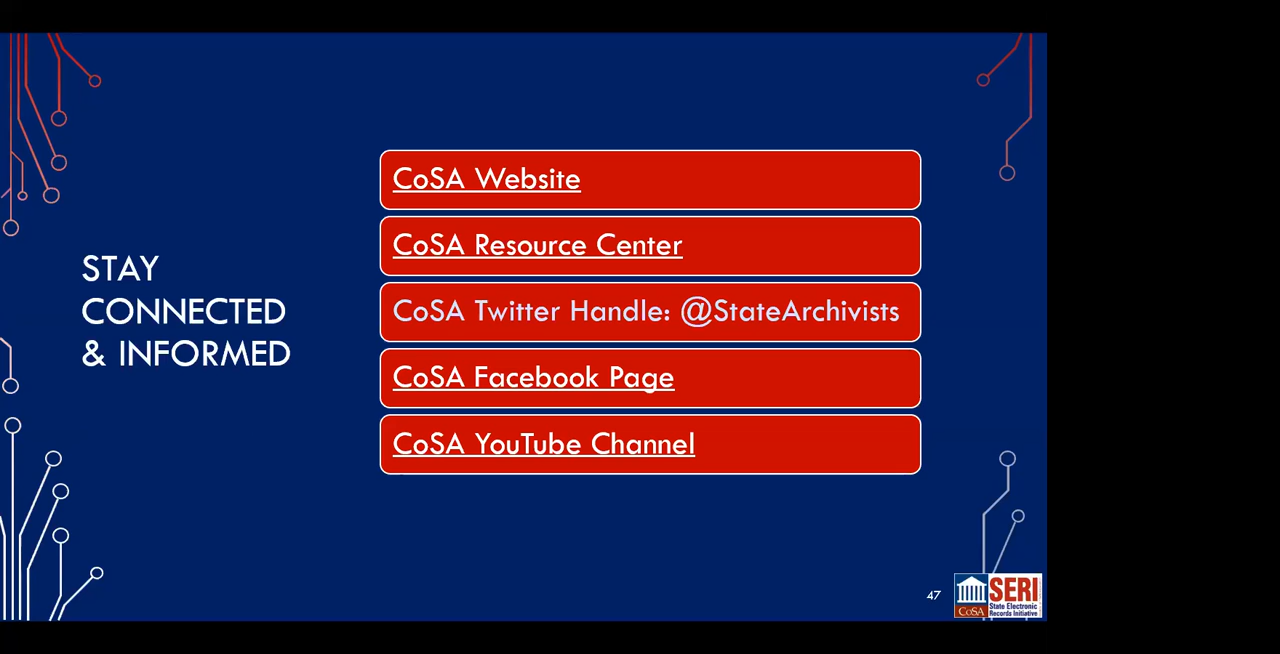 STAY
CONNECTED
& INFORMED
CoSA Website
CoSA Resource Center
CoSA Twitter Handle: @StateArchivists
CoSA Facebook Page
CoSA YouTube Channel
47
CoSA
SERI
State Electronic
Records Initiative